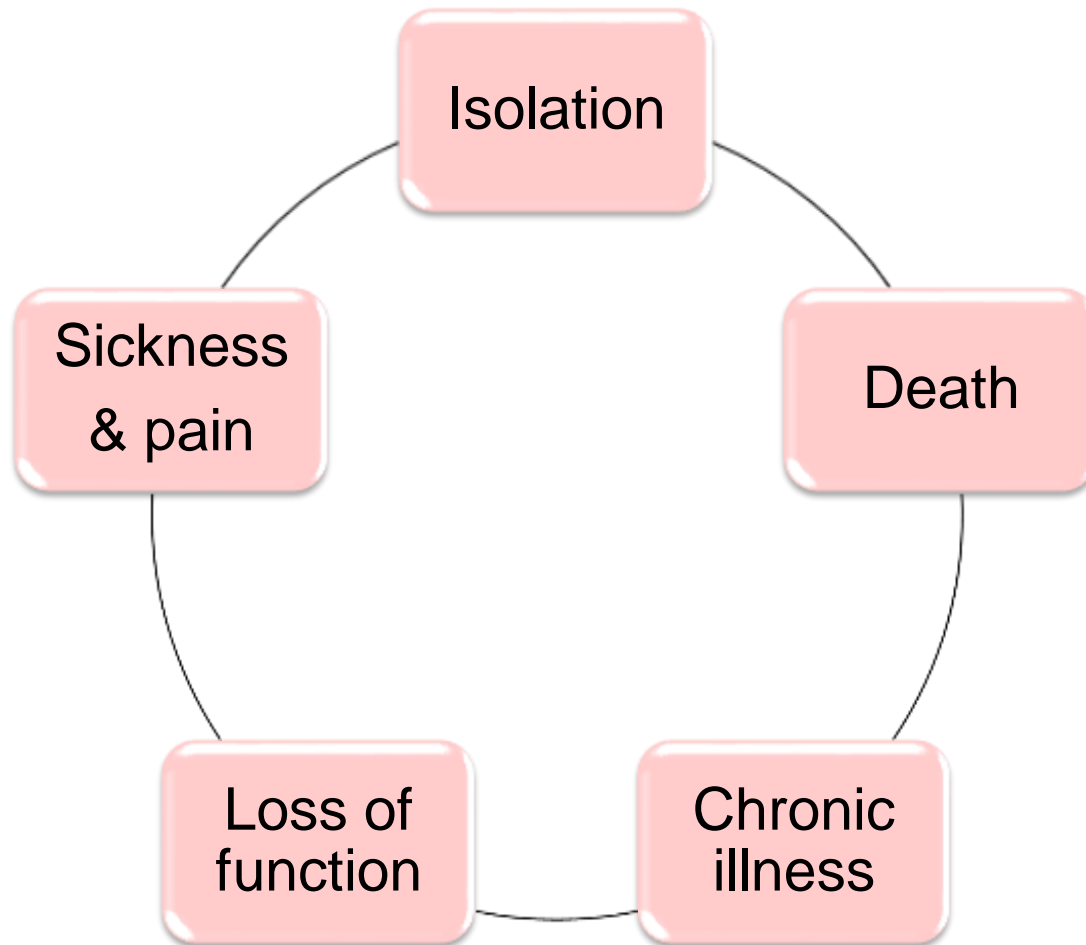 Isolation
Death
Chronic
illness
Loss of
function
Sickness
& pain